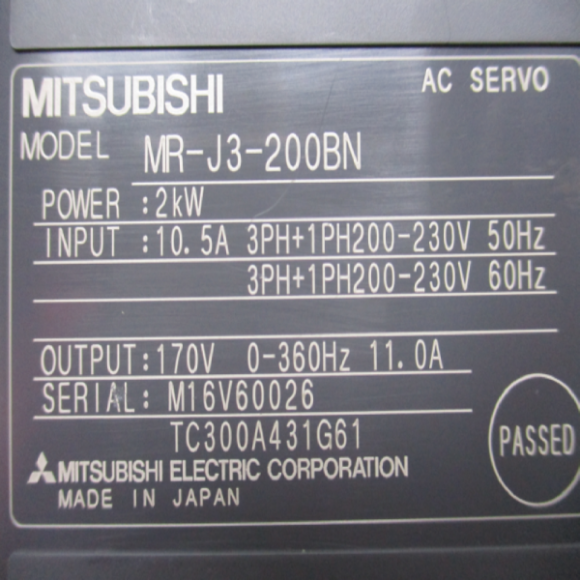 MITSUBISHI AC SERVO
MODEL MR-J3-200BN
POWER :2kW
INPUT :10.5A 3PH+1PH200-230V 50Hz
3PH+1PH200-230V 60Hz
OUTPUT:170V 0-360Hz 11.0A
SERIAL: M16V60026
TC300A431G61
PASSED
MITSUBISHI ELECTRIC CORPORATION
MADE IN JAPAN